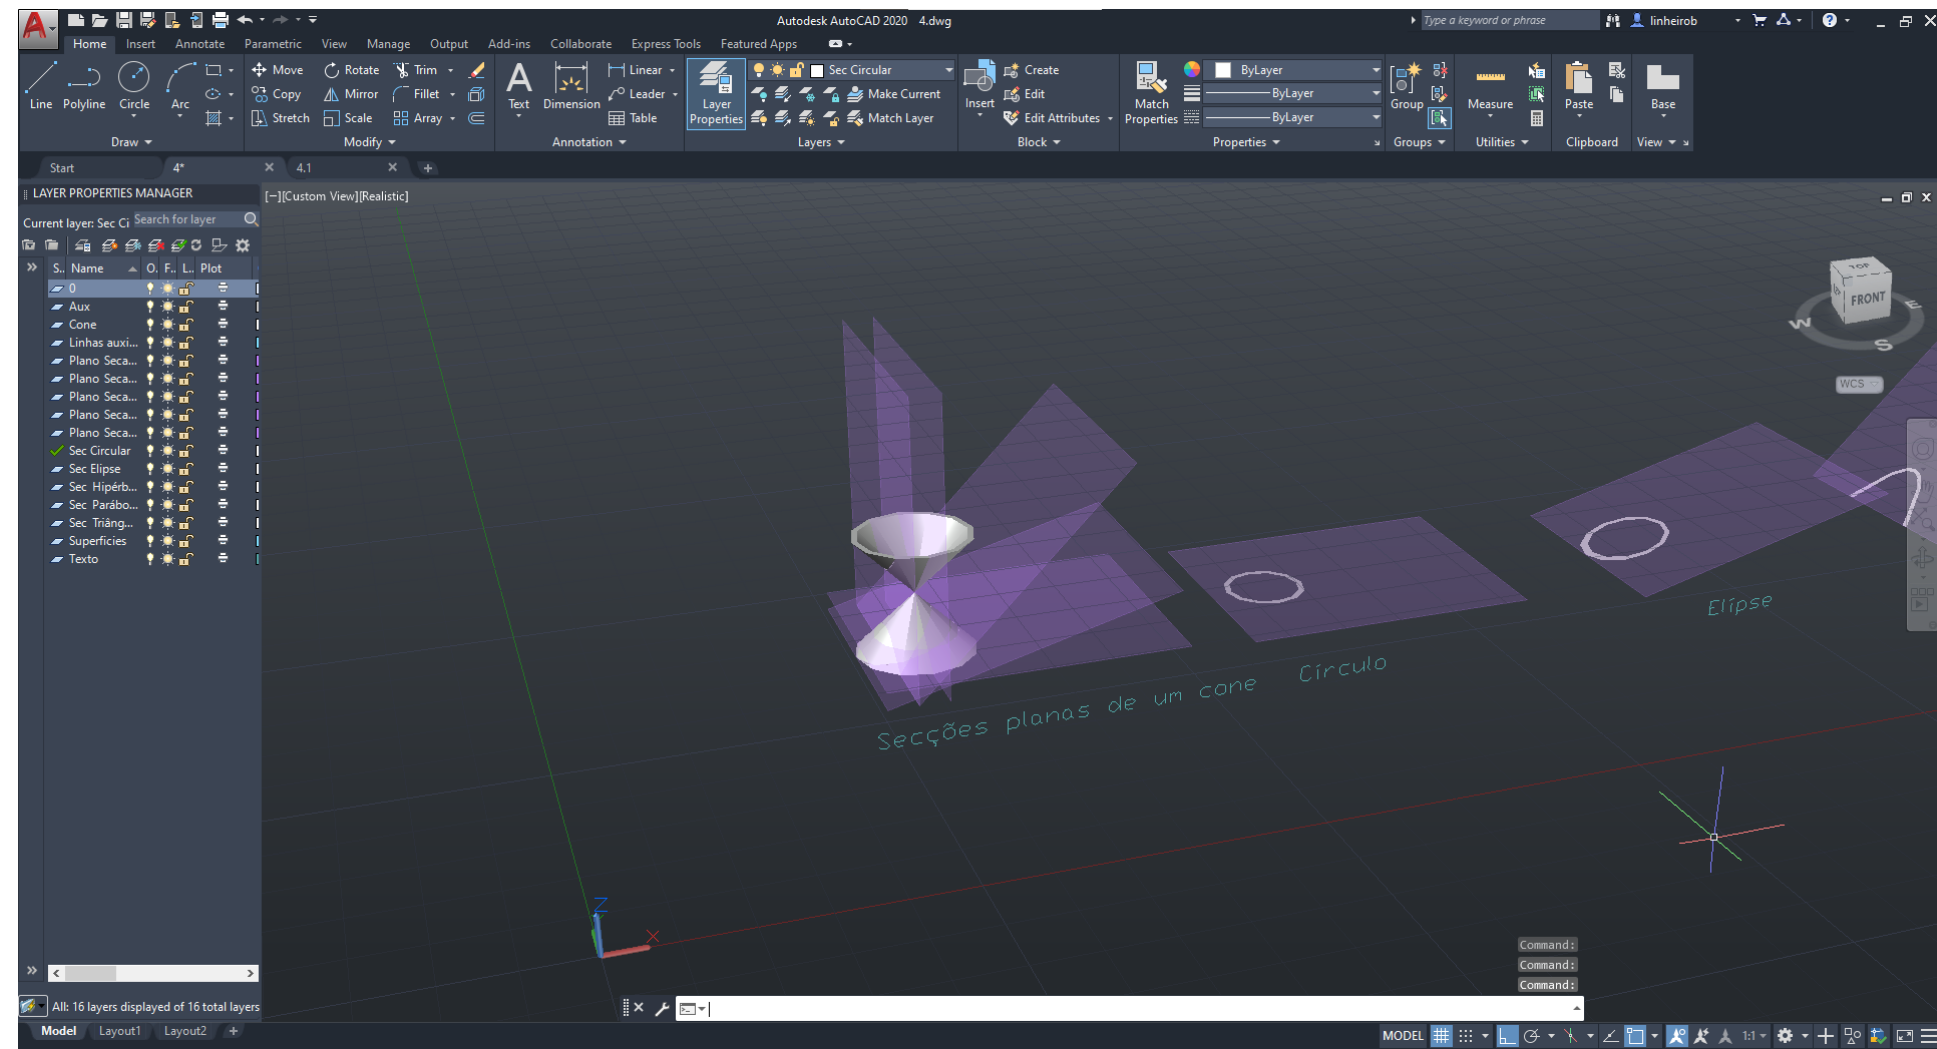 Autodesk AutoCAD 2020 4.dwg
Type a keyword or phrase
linheirob
Home Insert Annotate Parametric View Manage Output Add-ins Collaborate Express Tools Featured Apps
Line Polyline Circle Arc
Draw
Move Rotate Trim
Copy Mirror Fillet
Stretch Scale Array
Modify
Text Dimension
Linear
Leader
Table
Annotation
Layer Properties
Sec Circular
Make Current
Match Layer
Layers
Insert
Create
Edit
Edit Attributes
Block
Match Properties
ByLayer
ByLayer
ByLayer
Properties
Group
Groups
Measure
Utilities
Paste
Clipboard
Base
View
Start 4* 4.1
LAYER PROPERTIES MANAGER
Current layer: Sec Ci Search for layer
S.. Name O. F.. L.. Plot
0
Aux
Cone
Linhas auxi...
Plano Seca...
Plano Seca...
Plano Seca...
Plano Seca...
Plano Seca...
Sec Circular
Sec Elipse
Sec Hipérb...
Sec Parábo...
Sec Triâng...
Superficies
Texto
All: 16 layers displayed of 16 total layers
[−][Custom View][Realistic]
TOP
FRONT
W S E
WCS
Elípse
Círculo
Secções planas de um cone
Z
X
Command:
Command:
Command:
Model Layout1 Layout2 +
MODEL 1:1